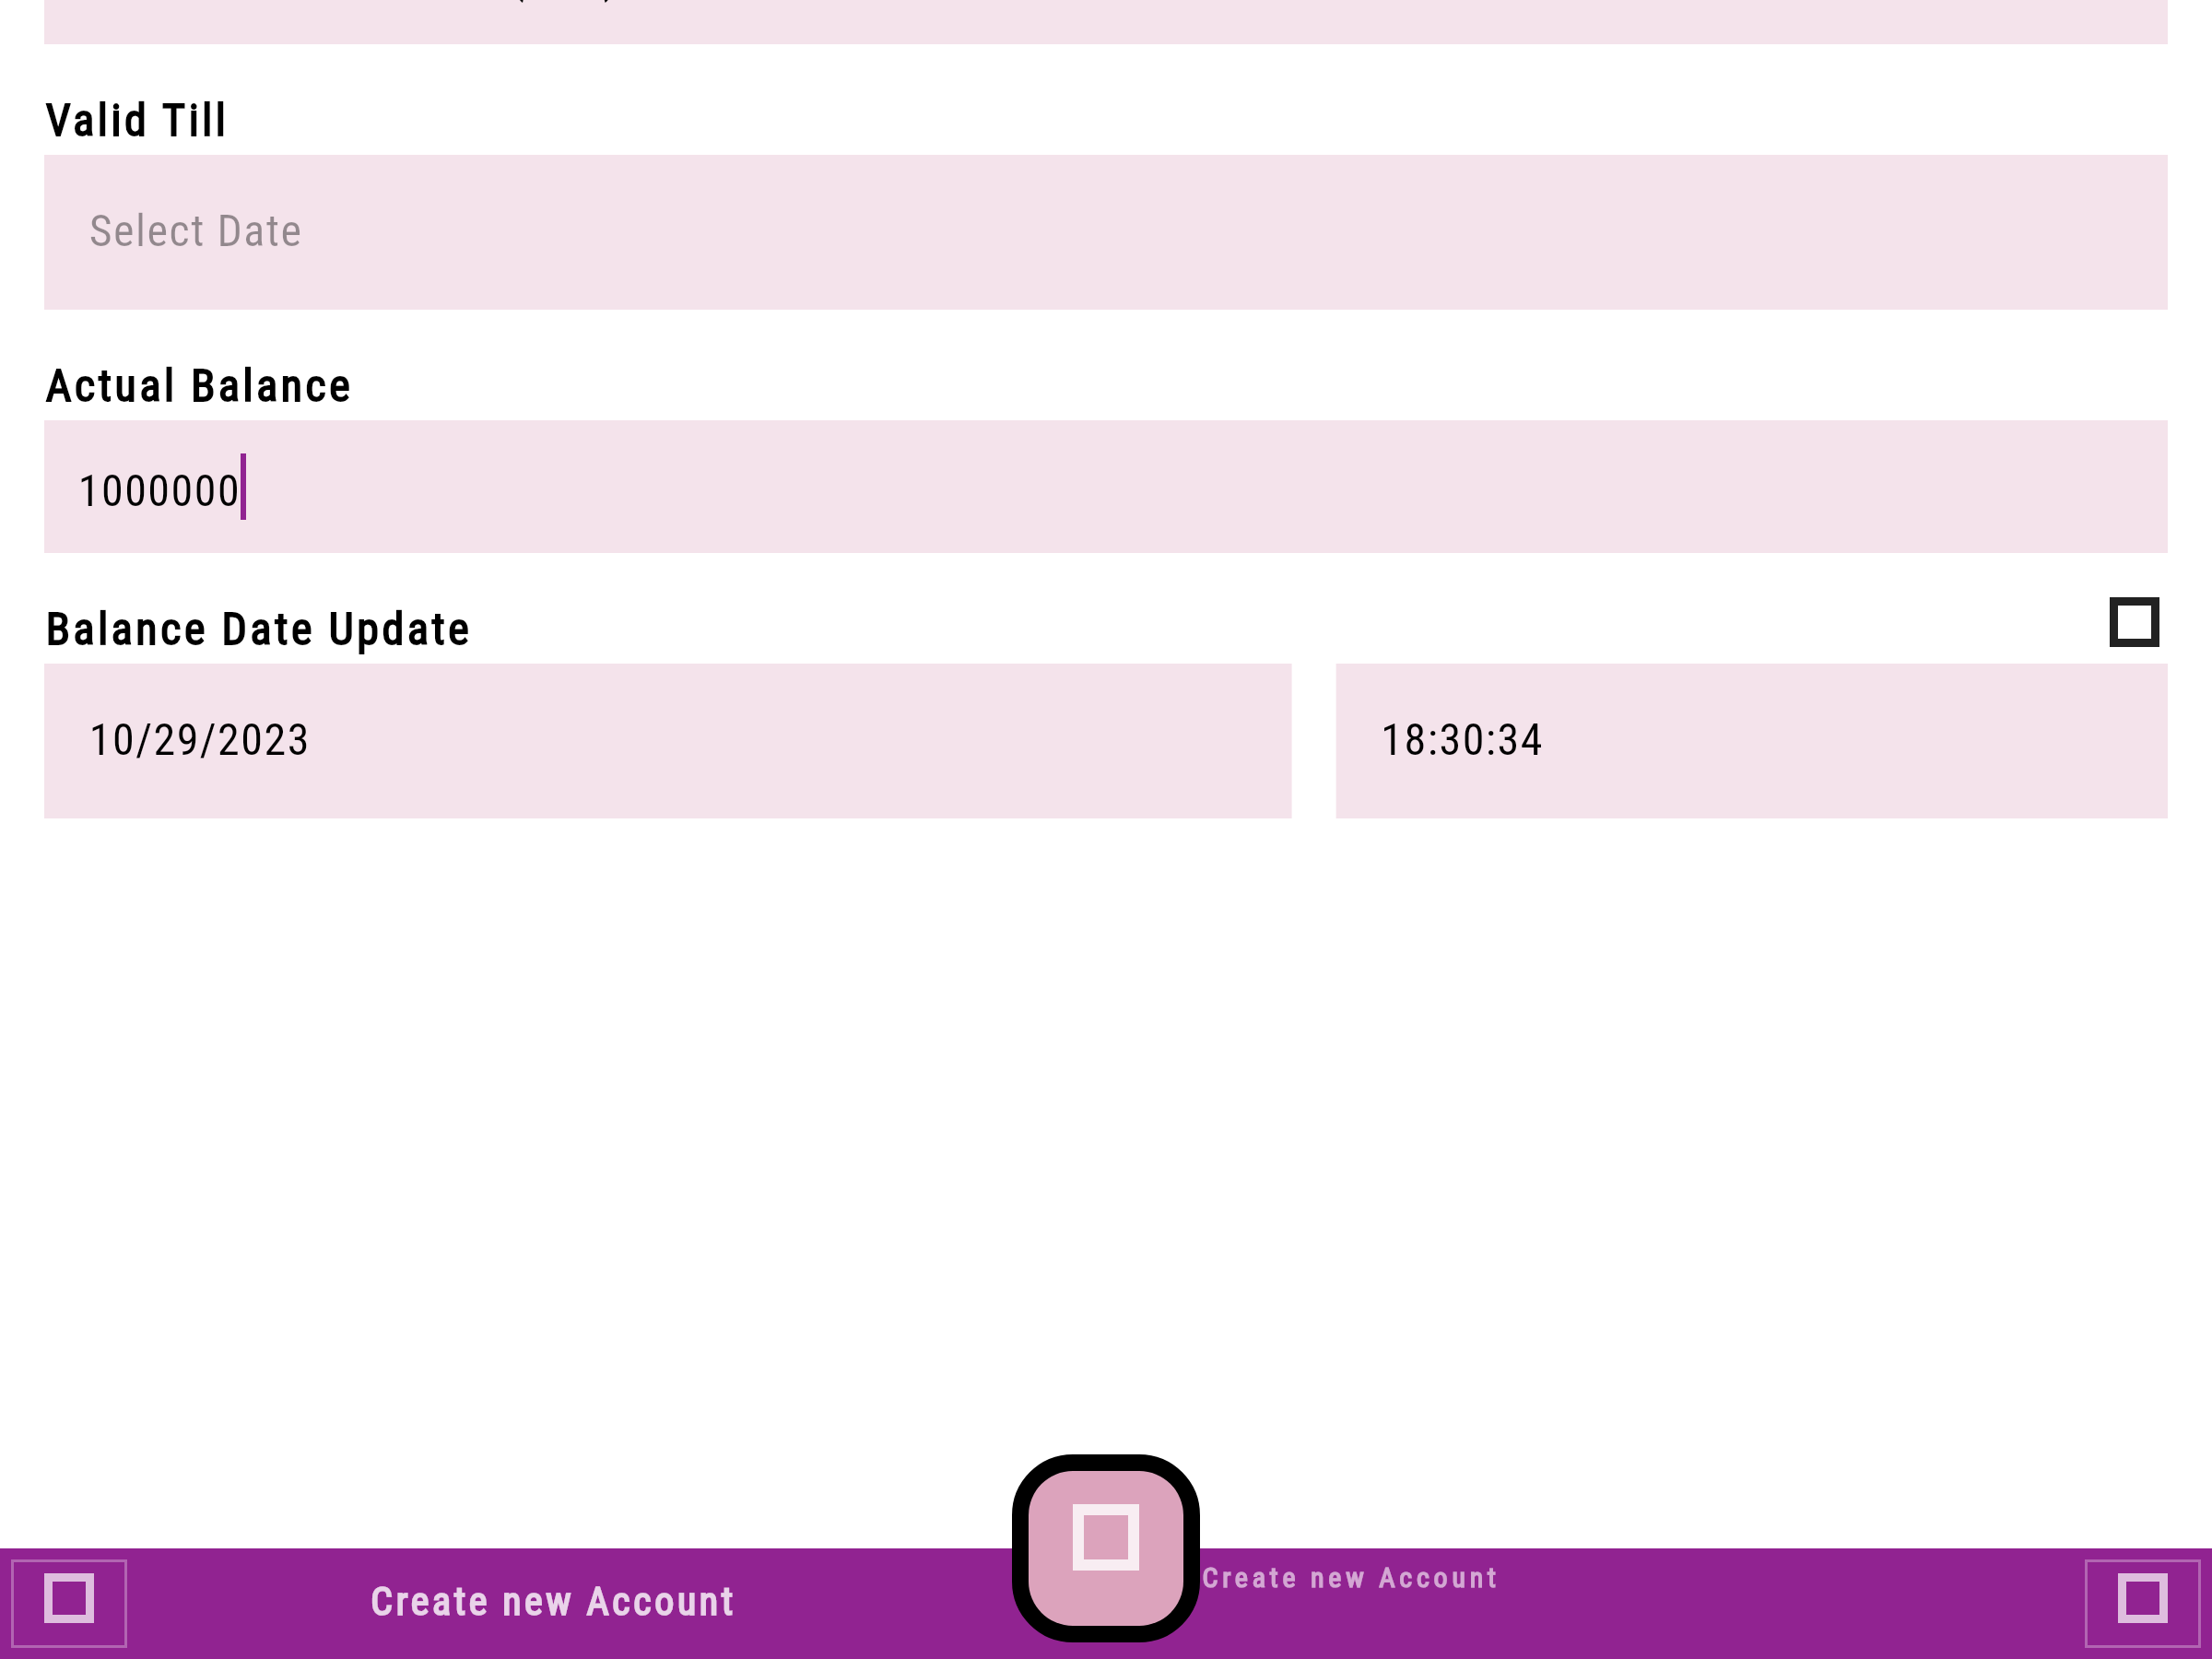 Valid Till
Select Date
Actual Balance
1000000
Balance Date Update
10/29/2023 18:30:34
Create new Account
Create new Account